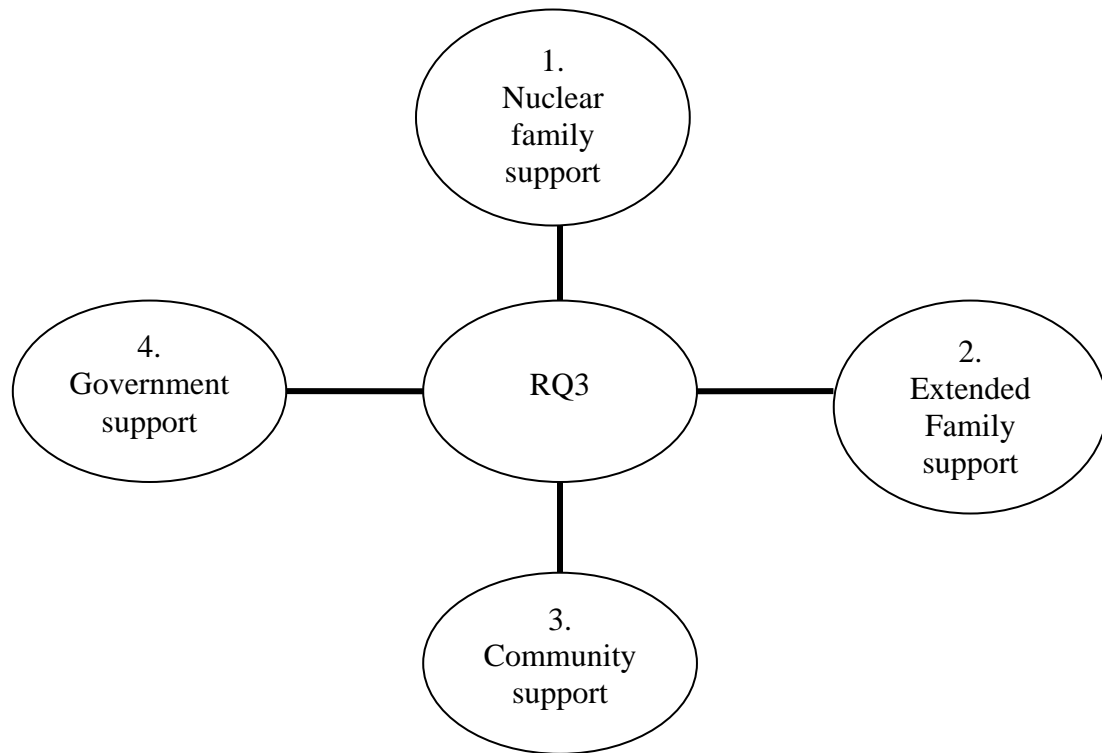 1.
Nuclear
family
support
4.
Government
support
RQ3
2.
Extended
Family
support
3.
Community
support